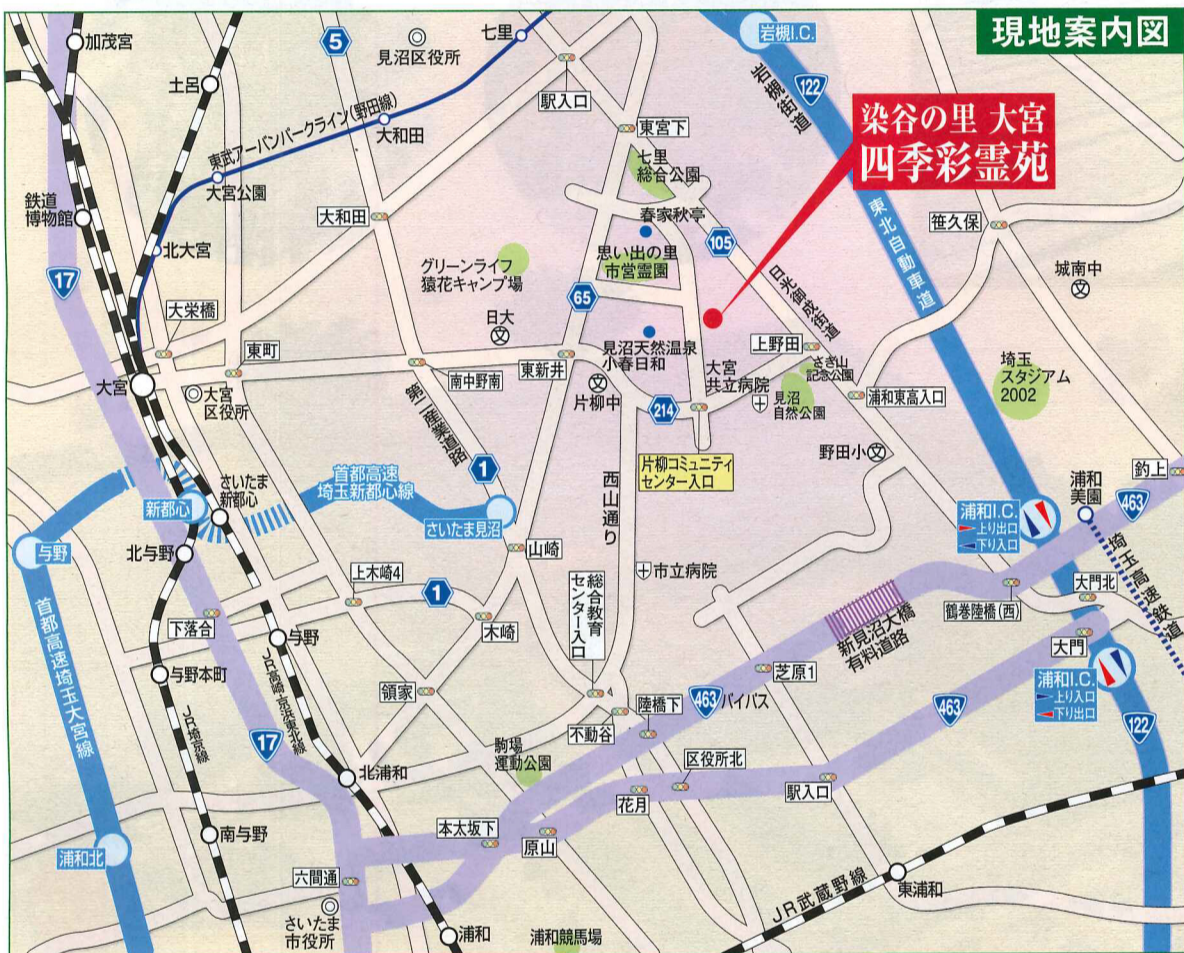 現地案内図
染谷の里 大宮
四季彩霊苑
加茂宮
土呂
5
見沼区役所
七里
駅入口
岩槻I.C.
岩槻街道
122
東武アーバンパークライン(野田線)
大和田
大宮公園
東宮下
七里
総合公園
鉄道
博物館
北大宮
大和田
春家秋亭
思い出の里
市営霊園
105
日光御成街道
東北自動車道
笹久保
城南中
文
17
グリーンライフ
猿花キャンプ場
65
大栄橋
東町
日大
文
見沼天然温泉
小春日和
上野田
さぎ山
記念公園
大宮
大宮
区役所
南中野南
東新井
片柳中
文
大宮
共立病院
見沼
自然公園
浦和東高入口
埼玉
スタジアム
2002
第二産業道路
214
野田小
文
1
片柳コミュニティ
センター入口
西山通り
首都高速
埼玉新都心線
さいたま
新都心
新都心
さいたま見沼
与野
北与野
山崎
浦和I.C.
上り出口
下り入口
浦和
美園
釣上
463
埼玉高速鉄道
上木崎4
1
総合教育
センター入口
市立病院
新見沼大橋
有料道路
鶴巻陸橋(西)
大門北
大門
下落合
与野
木崎
与野本町
JR高崎・京浜東北線
JR埼京線
首都高速埼玉大宮線
領家
不動谷
陸橋下
463
バイパス
芝原1
463
浦和I.C.
上り入口
下り出口
122
17
北浦和
駒場
運動公園
花月
区役所北
駅入口
南与野
本太坂下
原山
浦和北
六間通
さいたま
市役所
浦和
浦和競馬場
JR武蔵野線
東浦和